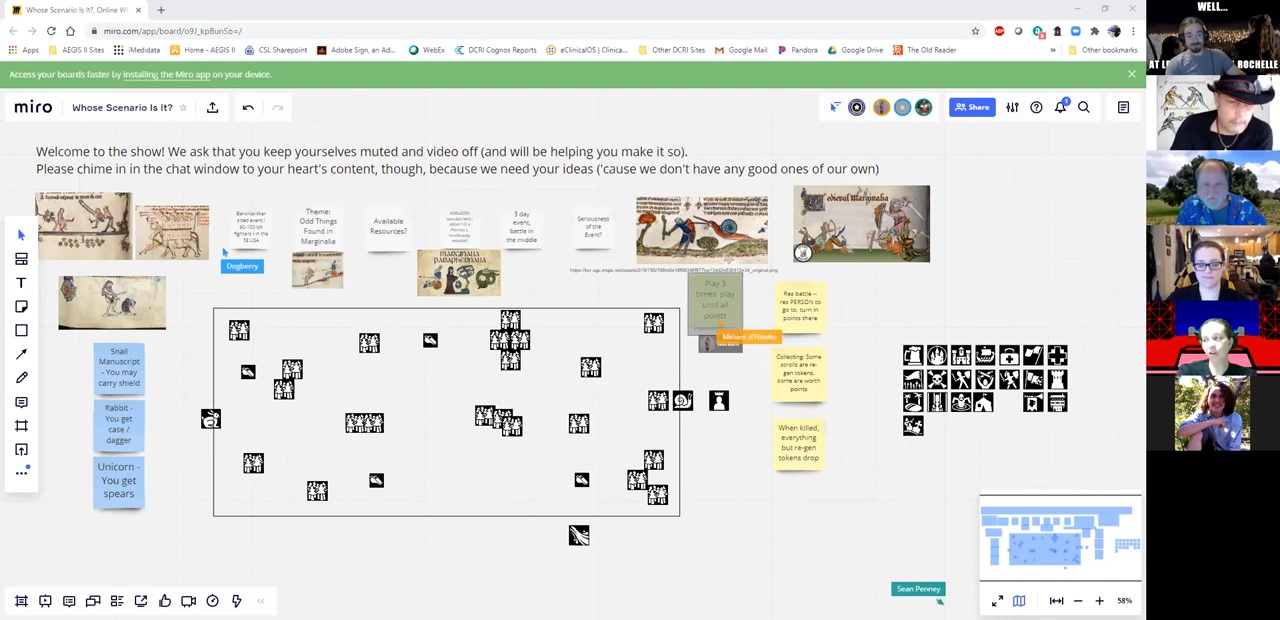 Whose Scenario Is It?, Online W
miro.com/app/board/o9J_kpBunSo=/
Apps
AEGIS II Sites
iMedidata
Home - AEGIS II
CSL Sharepoint
Adobe Sign, an Ad...
WebEx
DCRI Cognos Reports
eClinicalOS | Clinica...
Other DCRI Sites
Google Mail
Pandora
Google Drive
The Old Reader
Other bookmarks
Access your boards faster by installing the Miro app on your device.
miro
Whose Scenario Is It?
Share
Welcome to the show! We ask that you keep yourselves muted and video off (and will be helping you make it so).
Please chime in in the chat window to your heart's content, though, because we need your ideas ('cause we don't have any good ones of our own)
Theme:
Odd Things
Found in
Marginalia
Available
Resources?
3 day
event,
battle in
the middle
Seriousness
of the
Event?
Dogberry
MARGINALIA
PARAPHERNALIA
Medieval Marginalia
Play 3
times, play
until all
points
Miriam d'Hawke
Res battle --
res PERSON to
go to, turn in
points there
Collecting: Some
scrolls are re-
gen tokens,
some are worth
points
When killed,
everything
but re-gen
tokens drop
Snail
Manuscript
- You may
carry shield
Rabbit -
You get
case /
dagger
Unicorn -
You get
spears
Sean Penney
58%
WELL...
ROCHELLE